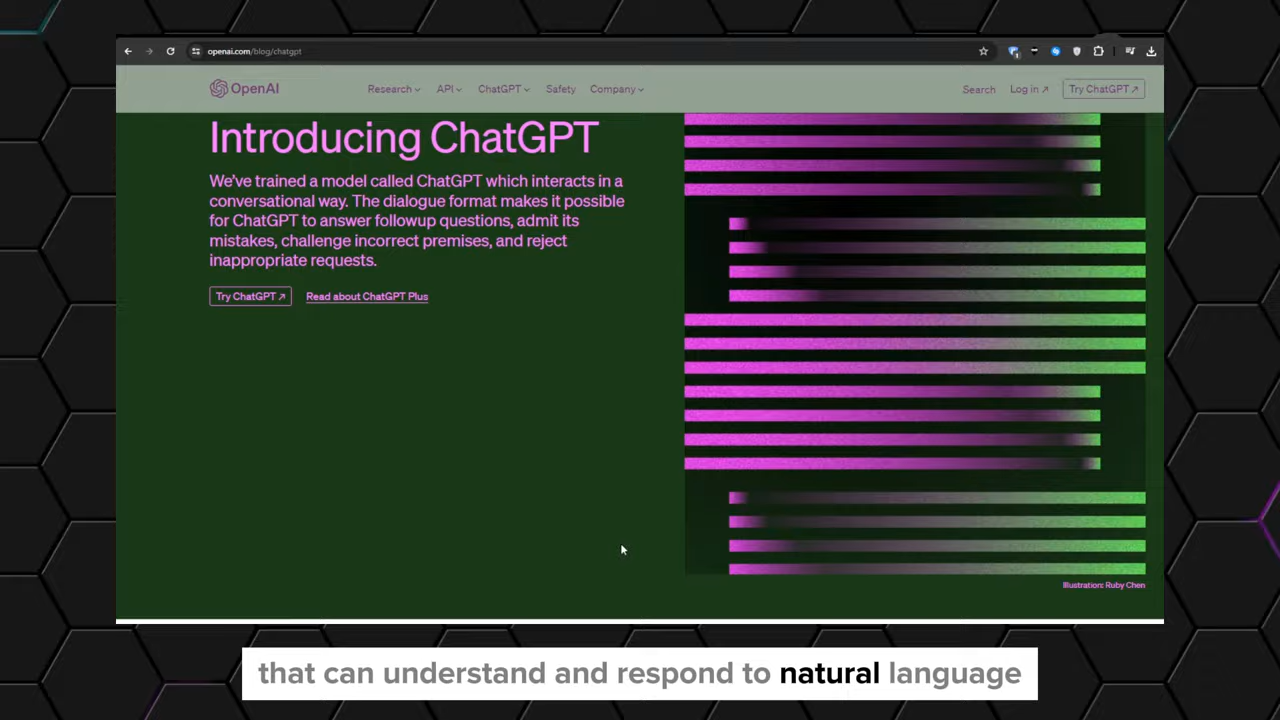 openai.com/blog/chatgpt
OpenAI Research API ChatGPT Safety Company Search Log in ↗ Try ChatGPT ↗
Introducing ChatGPT
We've trained a model called ChatGPT which interacts in a
conversational way. The dialogue format makes it possible
for ChatGPT to answer followup questions, admit its
mistakes, challenge incorrect premises, and reject
inappropriate requests.
Try ChatGPT ↗ Read about ChatGPT Plus
Illustration: Ruby Chen
that can understand and respond to natural language